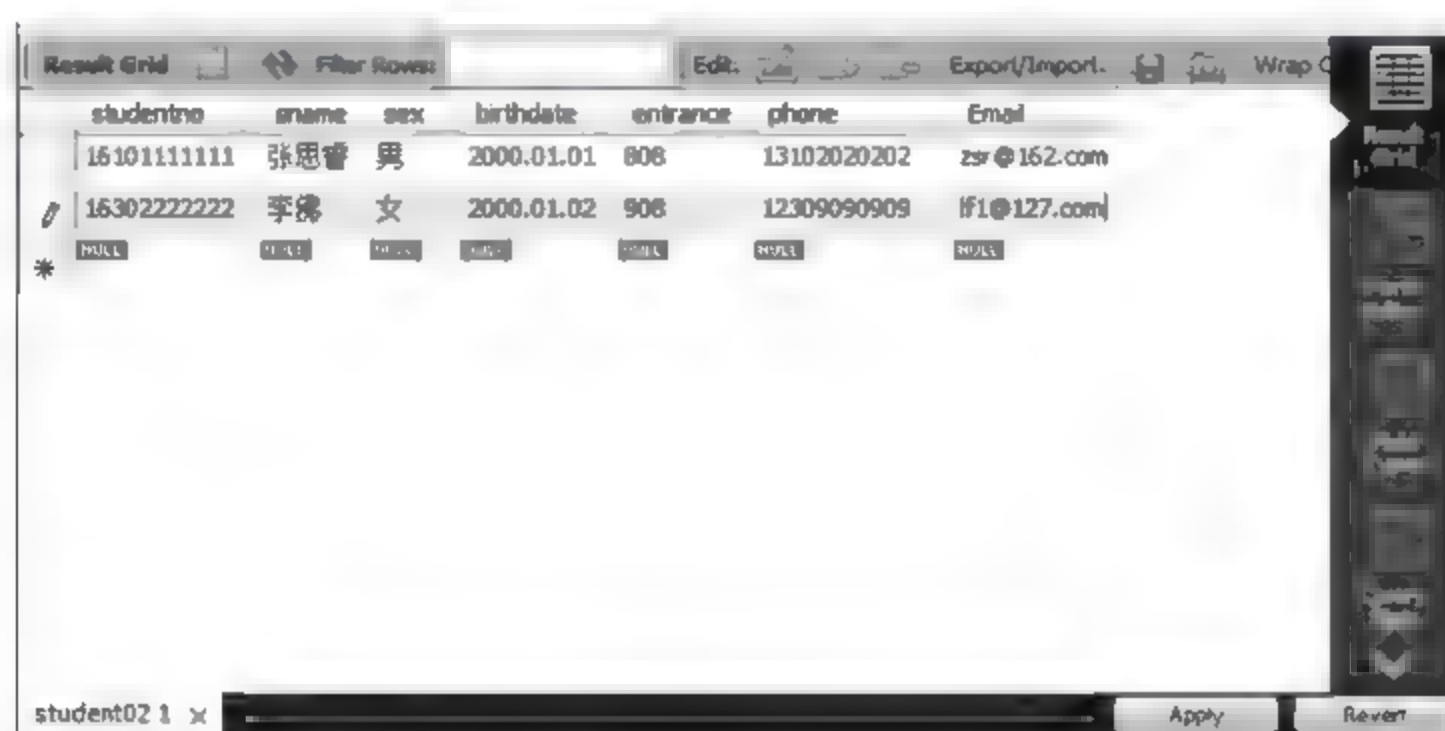 Result Grid Filter Rows: Edit: Export/Import: Wrap C
studentno sname sex birthdate entrance phone Email
16101111111 张思睿 男 2000.01.01 808 13102020202 zsr@162.com
16302222222 李 女 2000.01.02 908 12309090909 lf1@127.com
NULL NULL NULL NULL NULL NULL NULL
student02 1
Apply Revert